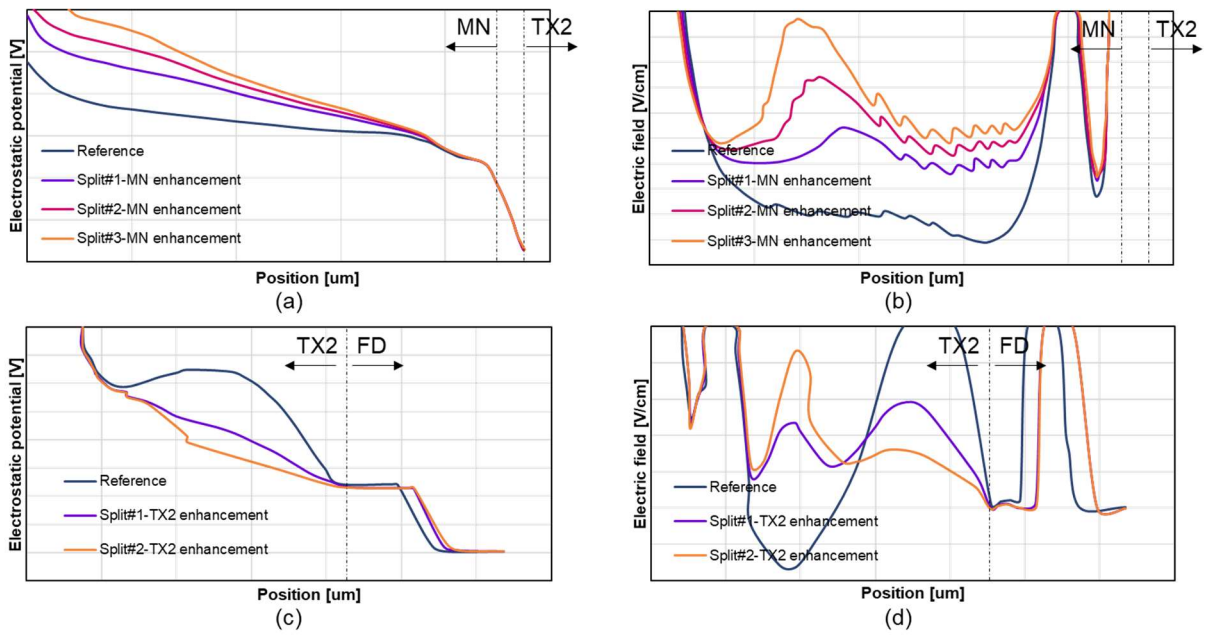 MN TX2
Electrostatic potential [V]
Reference
Split#1-MN enhancement
Split#2-MN enhancement
Split#3-MN enhancement
Position [um]
(a)
MN TX2
Electric field [V/cm]
Reference
Split#1-MN enhancement
Split#2-MN enhancement
Split#3-MN enhancement
Position [um]
(b)
TX2 FD
Electrostatic potential [V]
Reference
Split#1-TX2 enhancement
Split#2-TX2 enhancement
Position [um]
(c)
TX2 FD
Electric field [V/cm]
Reference
Split#1-TX2 enhancement
Split#2-TX2 enhancement
Position [um]
(d)